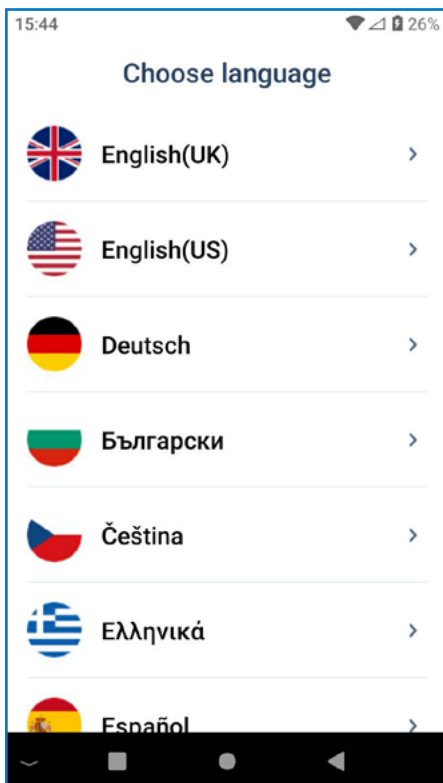 15:44
26%
Choose language
English(UK)
English(US)
Deutsch
Български
Čeština
Ελληνικά
Español